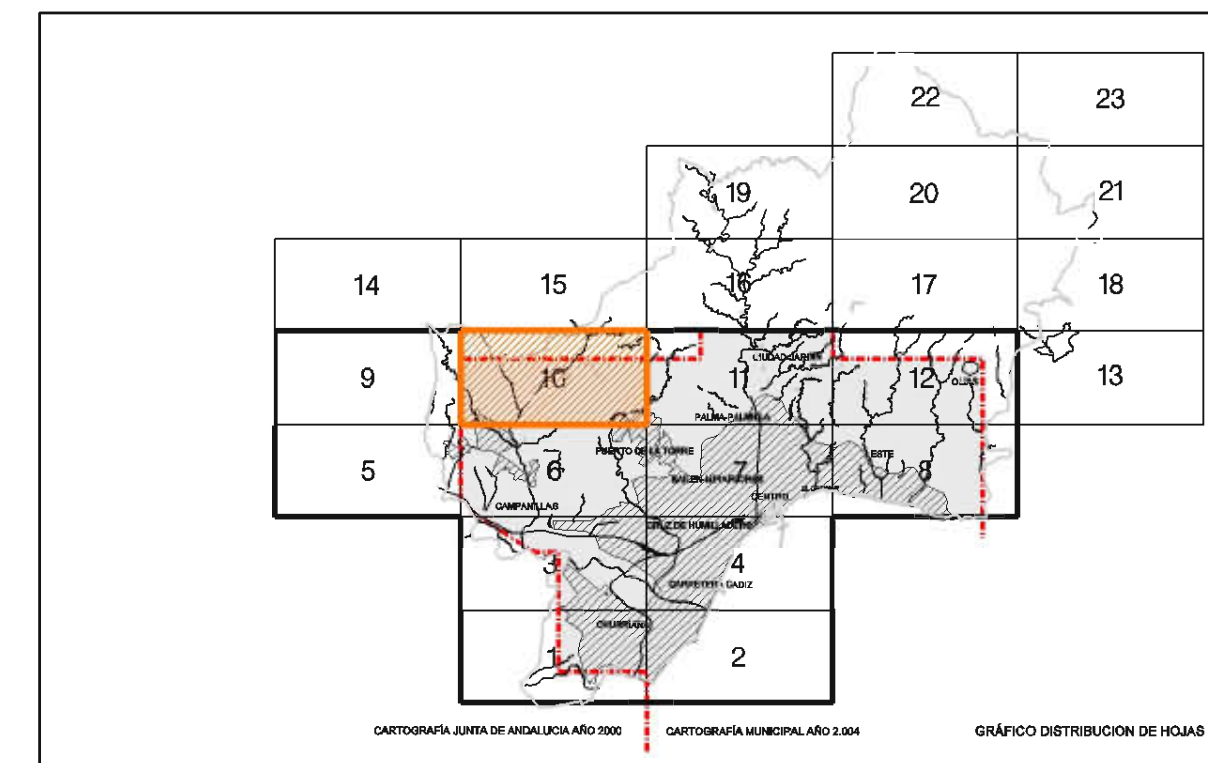 22 23
19 20 21
14 15 16 17 18
CIUDAD JARDIN
9 10 11 12 13
OLIAS
PALMA-PALMILLA
PUERTO DE LA TORRE ESTE
5 6 7 8
BAILEN-MIRAFLORES
CENTRO
CAMPANILLAS
CRUZ DE HUMILLADERO
3 4
CARRETERA CADIZ
CHURRIANA
1 2
CARTOGRAFÍA JUNTA DE ANDALUCIA AÑO 2000 CARTOGRAFÍA MUNICIPAL AÑO 2.004 GRÁFICO DISTRIBUCION DE HOJAS